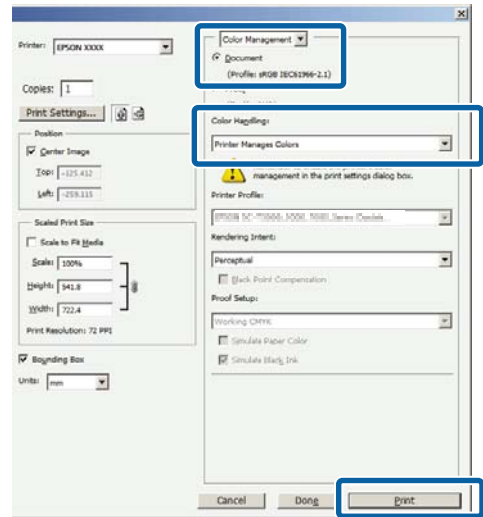 Printer: EPSON XXXX
Copies: 1
Print Settings...
Position
Center Image
Top: -125.412
Left: -259.115
Scaled Print Size
Scale to Fit Media
Scale: 100%
Height: 541.8
Width: 722.4
Print Resolution: 72 PPI
Bounding Box
Units: mm
Color Management
Document
(Profile: sRGB IEC61966-2.1)
Color Handling:
Printer Manages Colors
management in the print settings dialog box.
Printer Profile:
Rendering Intent:
Perceptual
Black Point Compensation
Proof Setup:
Working CMYK
Simulate Paper Color
Simulate Black Ink
Cancel
Done
Print